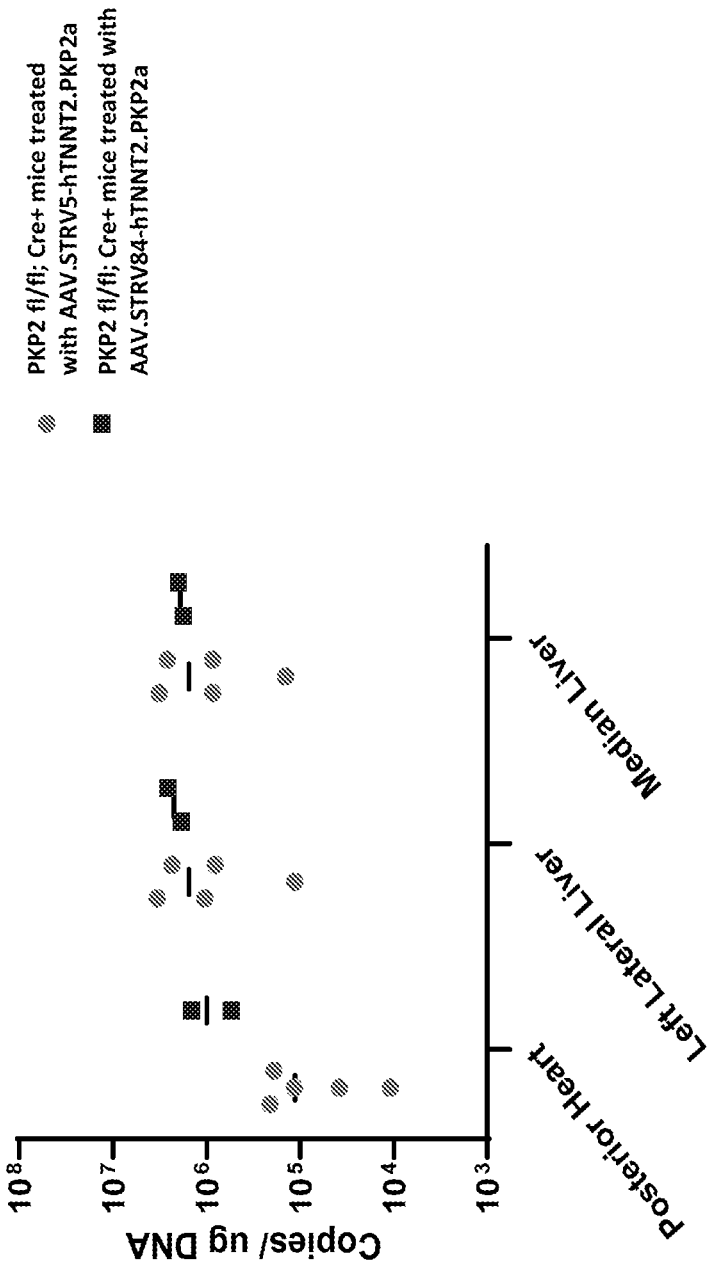 PKP2 fl/fl; Cre+ mice treated
with AAV.STRV5-hTNNT2.PKP2a
PKP2 fl/fl; Cre+ mice treated with
AAV.STRV84-hTNNT2.PKP2a
Copies/ ug DNA
10⁸
10⁷
10⁶
10⁵
10⁴
10³
Posterior Heart
Left Lateral Liver
Median Liver